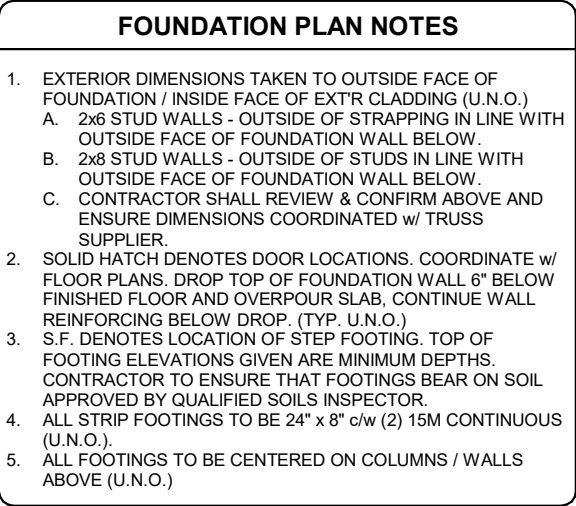 FOUNDATION PLAN NOTES
1. EXTERIOR DIMENSIONS TAKEN TO OUTSIDE FACE OF
FOUNDATION / INSIDE FACE OF EXT'R CLADDING (U.N.O.)
A. 2x6 STUD WALLS - OUTSIDE OF STRAPPING IN LINE WITH
OUTSIDE FACE OF FOUNDATION WALL BELOW.
B. 2x8 STUD WALLS - OUTSIDE OF STUDS IN LINE WITH
OUTSIDE FACE OF FOUNDATION WALL BELOW.
C. CONTRACTOR SHALL REVIEW & CONFIRM ABOVE AND
ENSURE DIMENSIONS COORDINATED w/ TRUSS
SUPPLIER.
2. SOLID HATCH DENOTES DOOR LOCATIONS. COORDINATE w/
FLOOR PLANS. DROP TOP OF FOUNDATION WALL 6" BELOW
FINISHED FLOOR AND OVERPOUR SLAB, CONTINUE WALL
REINFORCING BELOW DROP. (TYP. U.N.O.)
3. S.F. DENOTES LOCATION OF STEP FOOTING. TOP OF
FOOTING ELEVATIONS GIVEN ARE MINIMUM DEPTHS.
CONTRACTOR TO ENSURE THAT FOOTINGS BEAR ON SOIL
APPROVED BY QUALIFIED SOILS INSPECTOR.
4. ALL STRIP FOOTINGS TO BE 24" x 8" c/w (2) 15M CONTINUOUS
(U.N.O.).
5. ALL FOOTINGS TO BE CENTERED ON COLUMNS / WALLS
ABOVE (U.N.O.)